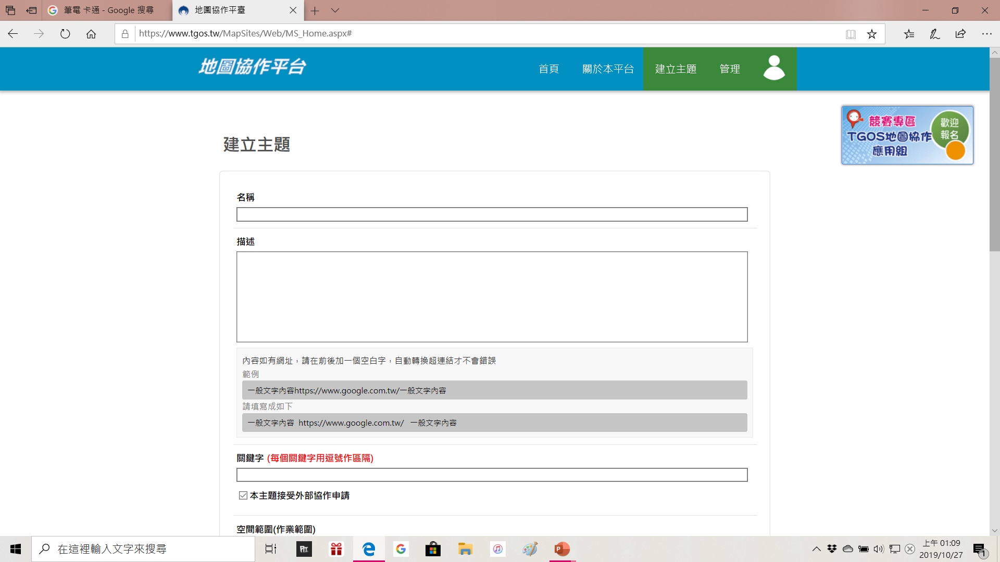 筆電 卡通 - Google 搜尋
地圖協作平臺
https://www.tgos.tw/MapSites/Web/MS_Home.aspx#
地圖協作平台
首頁
關於本平台
建立主題
管理
競賽專區
TGOS地圖協作
應用組
歡迎
報名
建立主題
名稱
描述
內容如有網址，請在前後加一個空白字，自動轉換超連結才不會錯誤
範例
一般文字內容https://www.google.com.tw/一般文字內容
請填寫成如下
一般文字內容 https://www.google.com.tw/ 一般文字內容
關鍵字 (每個關鍵字用逗號作區隔)
本主題接受外部協作申請
空間範圍(作業範圍)
在這裡輸入文字來搜尋
上午 01:09
2019/10/27
1